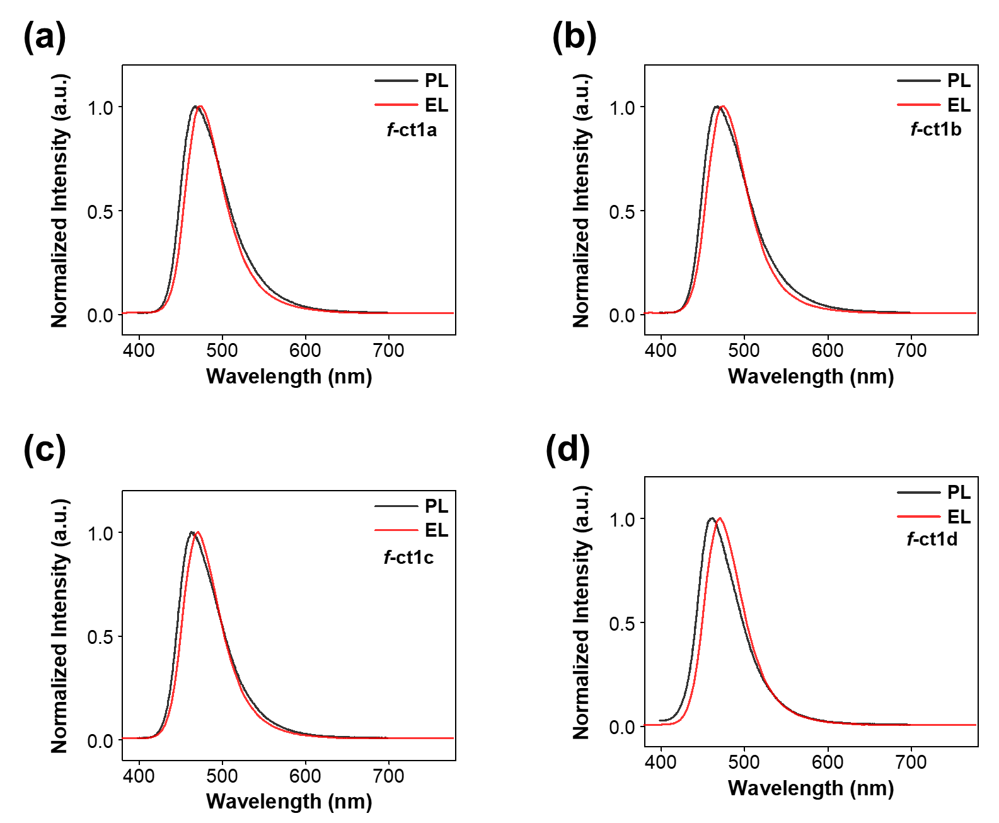 (a)
Normalized Intensity (a.u.)
1.0
0.5
0.0
400 500 600 700
Wavelength (nm)
PL
EL
f-ct1a
(b)
Normalized Intensity (a.u.)
1.0
0.5
0.0
400 500 600 700
Wavelength (nm)
PL
EL
f-ct1b
(c)
Normalized Intensity (a.u.)
1.0
0.5
0.0
400 500 600 700
Wavelength (nm)
PL
EL
f-ct1c
(d)
Normalized Intensity (a.u.)
1.0
0.5
0.0
400 500 600 700
Wavelength (nm)
PL
EL
f-ct1d